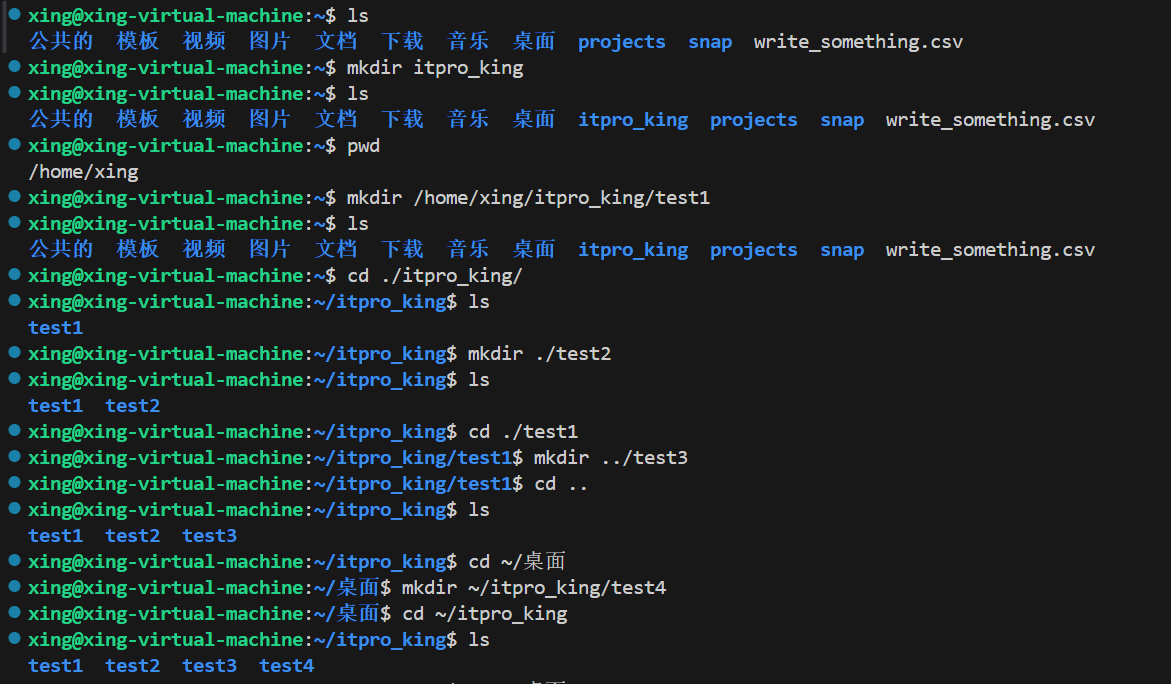 xing@xing-virtual-machine:~$ ls
公共的 模板 视频 图片 文档 下载 音乐 桌面 projects snap write_something.csv
xing@xing-virtual-machine:~$ mkdir itpro_king
xing@xing-virtual-machine:~$ ls
公共的 模板 视频 图片 文档 下载 音乐 桌面 itpro_king projects snap write_something.csv
xing@xing-virtual-machine:~$ pwd
/home/xing
xing@xing-virtual-machine:~$ mkdir /home/xing/itpro_king/test1
xing@xing-virtual-machine:~$ ls
公共的 模板 视频 图片 文档 下载 音乐 桌面 itpro_king projects snap write_something.csv
xing@xing-virtual-machine:~$ cd ./itpro_king/
xing@xing-virtual-machine:~/itpro_king$ ls
test1
xing@xing-virtual-machine:~/itpro_king$ mkdir ./test2
xing@xing-virtual-machine:~/itpro_king$ ls
test1 test2
xing@xing-virtual-machine:~/itpro_king$ cd ./test1
xing@xing-virtual-machine:~/itpro_king/test1$ mkdir ../test3
xing@xing-virtual-machine:~/itpro_king/test1$ cd ..
xing@xing-virtual-machine:~/itpro_king$ ls
test1 test2 test3
xing@xing-virtual-machine:~/itpro_king$ cd ~/桌面
xing@xing-virtual-machine:~/桌面$ mkdir ~/itpro_king/test4
xing@xing-virtual-machine:~/桌面$ cd ~/itpro_king
xing@xing-virtual-machine:~/itpro_king$ ls
test1 test2 test3 test4